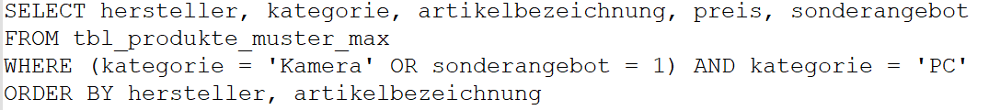 SELECT hersteller, kategorie, artikelbezeichnung, preis, sonderangebot
FROM tbl_produkte_muster_max
WHERE (kategorie = 'Kamera' OR sonderangebot = 1) AND kategorie = 'PC'
ORDER BY hersteller, artikelbezeichnung